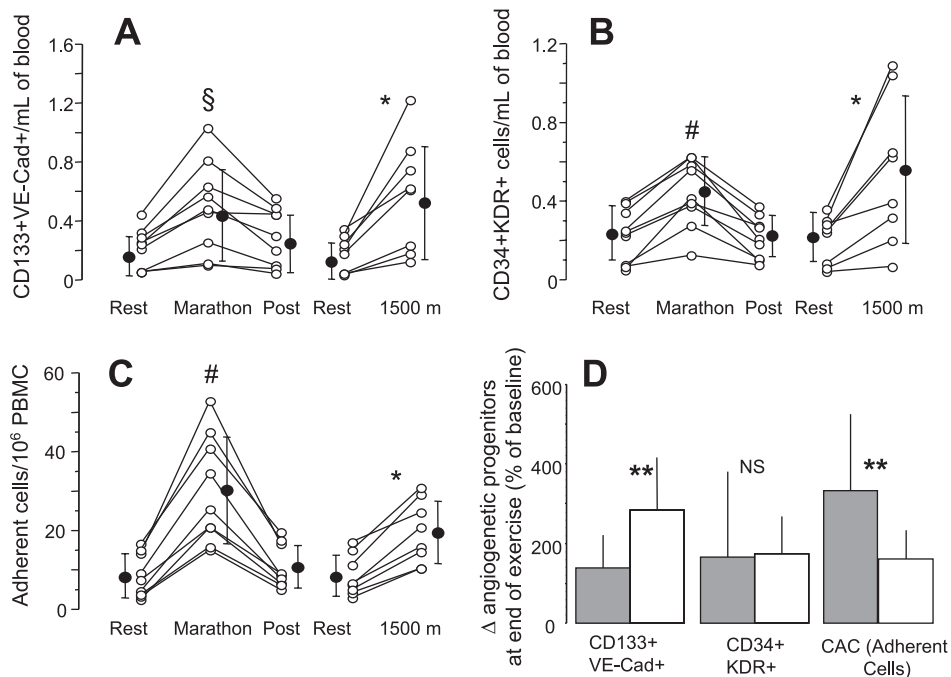 A
CD133+VE-Cad+/mL of blood
1.6
1.2
0.8
0.4
0
§
*
Rest Marathon Post Rest 1500 m
B
CD34+KDR+ cells/mL of blood
1.2
0.8
0.4
0
#
*
Rest Marathon Post Rest 1500 m
C
Adherent cells/10⁶ PBMC
60
40
20
0
#
*
Rest Marathon Post Rest 1500 m
D
Δ angiogenetic progenitors
at end of exercise (% of baseline)
600
400
200
0
**
NS
**
CD133+
VE-Cad+
CD34+
KDR+
CAC (Adherent
Cells)